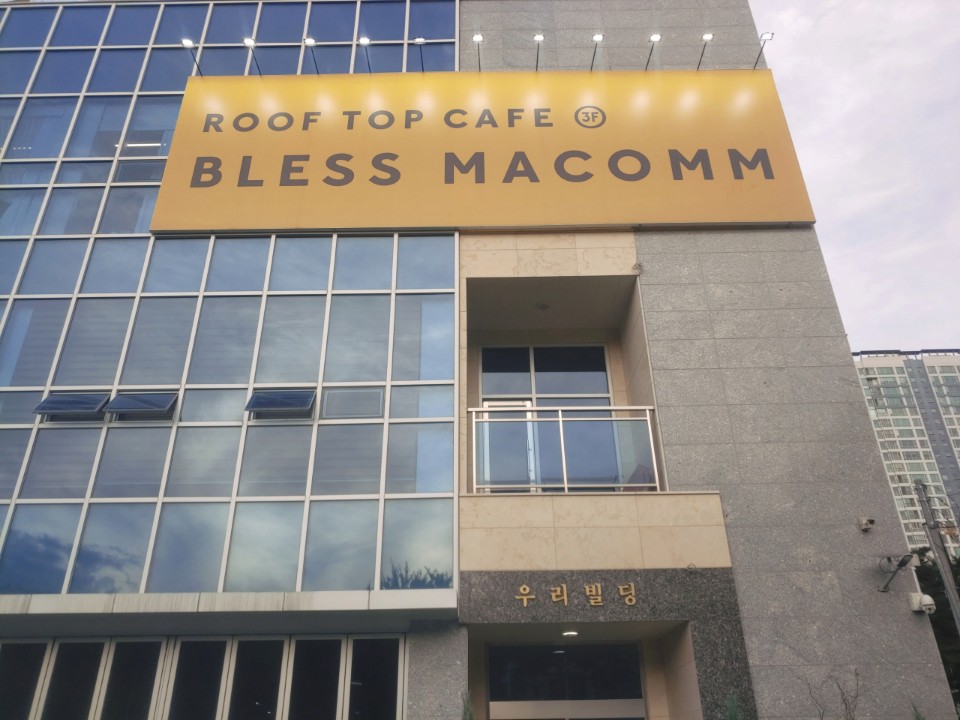 ROOF TOP CAFE 3F
BLESS MACOMM
우리빌딩